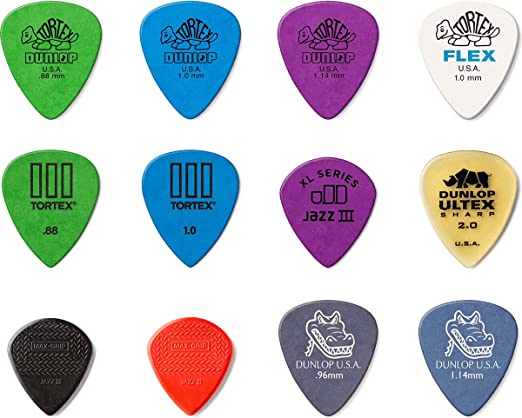 TORTEX
DUNLOP
U.S.A.
.88 mm
TORTEX
DUNLOP
U.S.A.
1.0 mm
TORTEX
DUNLOP
U.S.A.
1.14 mm
TORTEX
FLEX
U.S.A.
1.0 mm
III
TORTEX®
.88
III
TORTEX®
1.0
XL SERIES
JAZZ III
DUNLOP
ULTEX
SHARP
2.0
U.S.A.
MAX-GRIP
JAZZ III
MAX-GRIP
JAZZ III
DUNLOP U.S.A.
.96mm
DUNLOP U.S.A.
1.14mm